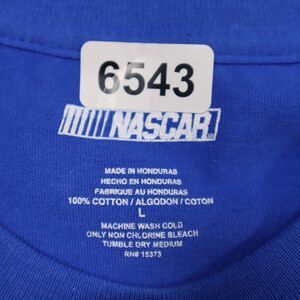 6543
NASCAR
MADE IN HONDURAS
HECHO EN HONDURAS
FABRIQUE AU HONDURAS
100% COTTON / ALGODON / COTON
L
MACHINE WASH COLD
ONLY NON CHLORINE BLEACH
TUMBLE DRY MEDIUM
RN# 15373